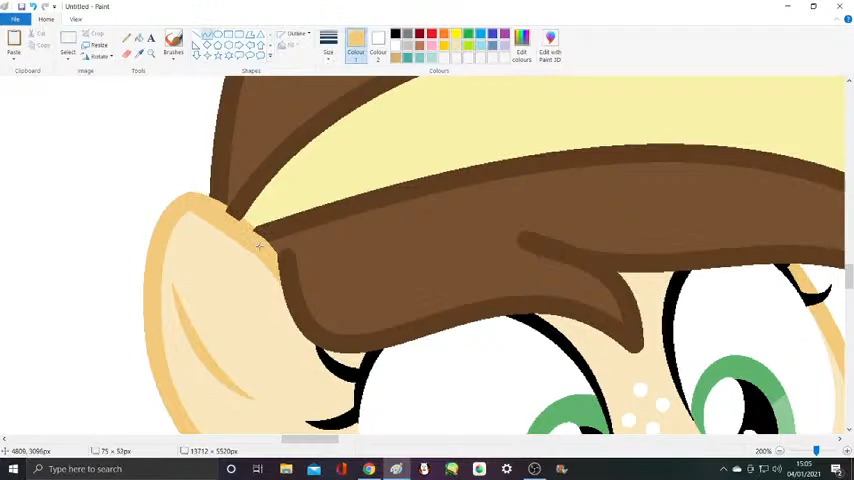 Untitled - Paint
File
Home
View
Paste
Cut
Copy
Clipboard
Select
Crop
Resize
Rotate
Image
Tools
Brushes
Shapes
Outline
Fill
Size
Colour 1
Colour 2
Colours
Edit colours
Edit with Paint 3D
4809, 3096px
75 × 52px
13712 × 5520px
200%
Type here to search
15:05
04/01/2021